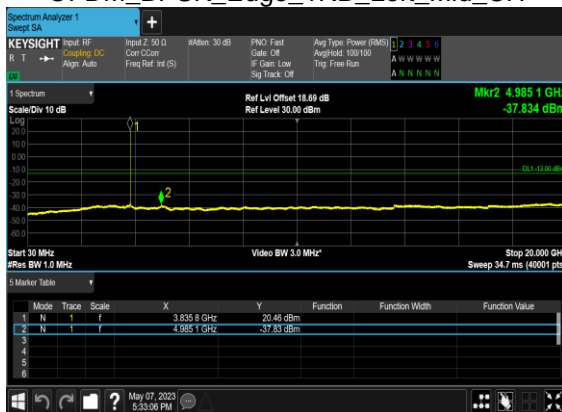 Spectrum Analyzer 1
Swept SA
+
KEYSIGHT Input: RF Input Z: 50 Ω #Atten: 30 dB PNO: Fast Avg Type: Power (RMS) 1 2 3 4 5 6
R T Coupling: DC Corr CCorr Gate: Off Avg|Hold: 100/100 A W W W W W
Align: Auto Freq Ref: Int (S) IF Gain: Low Trig: Free Run A N N N N N
Sig Track: Off
LU
1 Spectrum Ref Lvl Offset 18.69 dB Mkr2 4.985 1 GHz
Scale/Div 10 dB Ref Level 30.00 dBm -37.834 dBm
Log
20.0
10.0
0.00
-10.0 DL1 -13.00 dBm
-20.0
-30.0
-40.0
-50.0
-60.0
1
2
Start 30 MHz Video BW 3.0 MHz* Stop 20.000 GH
#Res BW 1.0 MHz Sweep 34.7 ms (40001 pts
5 Marker Table
Mode Trace Scale X Y Function Function Width Function Value
1 N 1 f 3.835 8 GHz 20.46 dBm
2 N 1 f 4.985 1 GHz -37.83 dBm
3
4
5
6
? May 07, 2023
5:33:06 PM